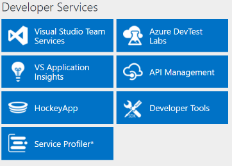 Developer Services
Visual Studio Team
Services
Azure DevTest
Labs
VS Application
Insights
API Management
HockeyApp
Developer Tools
Service Profiler*